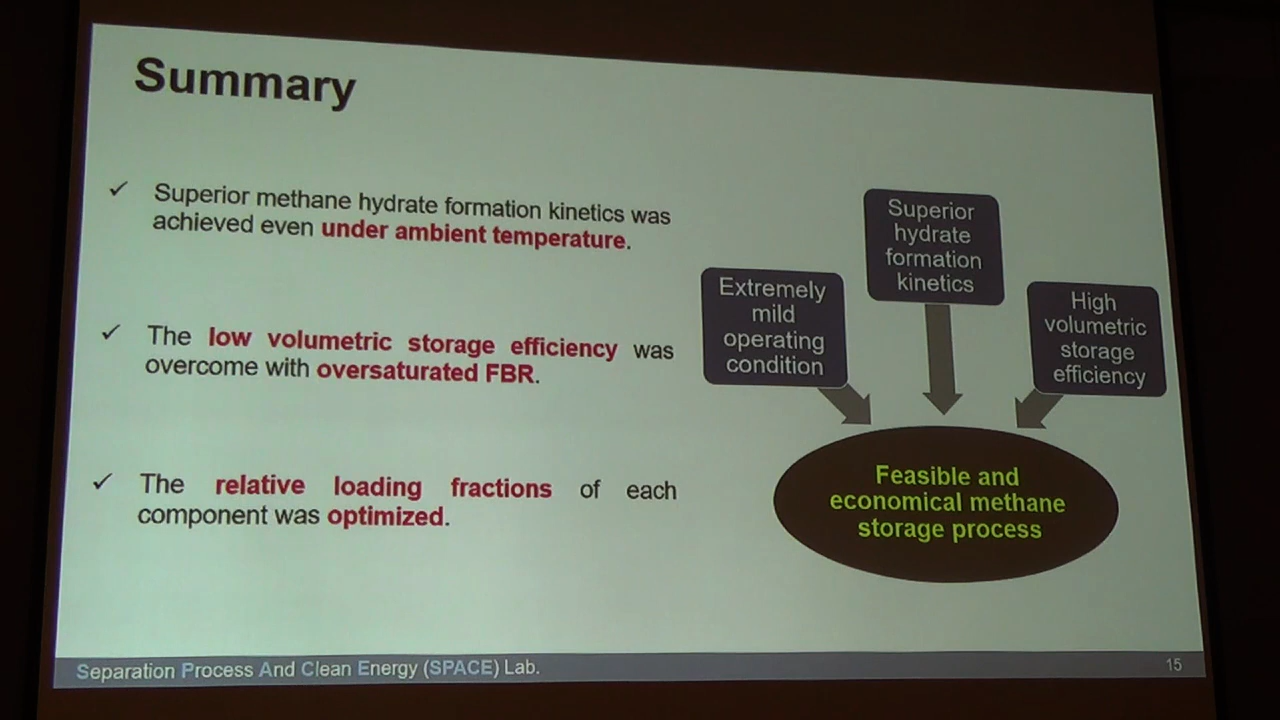 Summary
✓ Superior methane hydrate formation kinetics was
achieved even under ambient temperature.
✓ The low volumetric storage efficiency was
overcome with oversaturated FBR.
✓ The relative loading fractions of each
component was optimized.
Extremely
mild
operating
condition
Superior
hydrate
formation
kinetics
High
volumetric
storage
efficiency
Feasible and
economical methane
storage process
Separation Process And Clean Energy (SPACE) Lab.
15